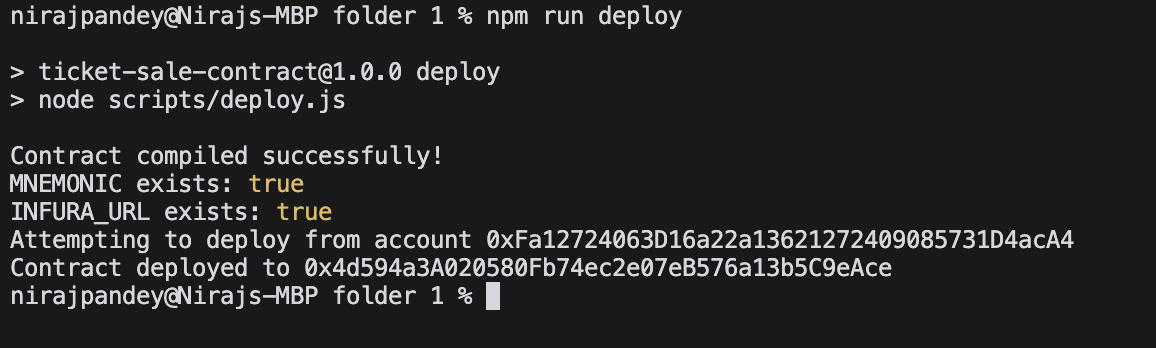 nirajpandey@Nirajs-MBP folder 1 % npm run deploy
> ticket-sale-contract@1.0.0 deploy
> node scripts/deploy.js
Contract compiled successfully!
MNEMONIC exists: true
INFURA_URL exists: true
Attempting to deploy from account 0xFa12724063D16a22a13621272409085731D4acA4
Contract deployed to 0x4d594a3A020580Fb74ec2e07eB576a13b5C9eAce
nirajpandey@Nirajs-MBP folder 1 %